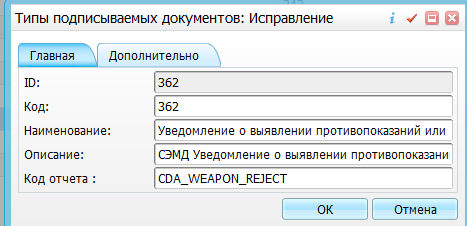 Типы подписываемых документов: Исправление
Главная
Дополнительно
ID:
362
Код:
362
Наименование:
Уведомление о выявлении противопоказаний или
Описание:
СЭМД Уведомление о выявлении противопоказани
Код отчета :
CDA_WEAPON_REJECT
ОК
Отмена